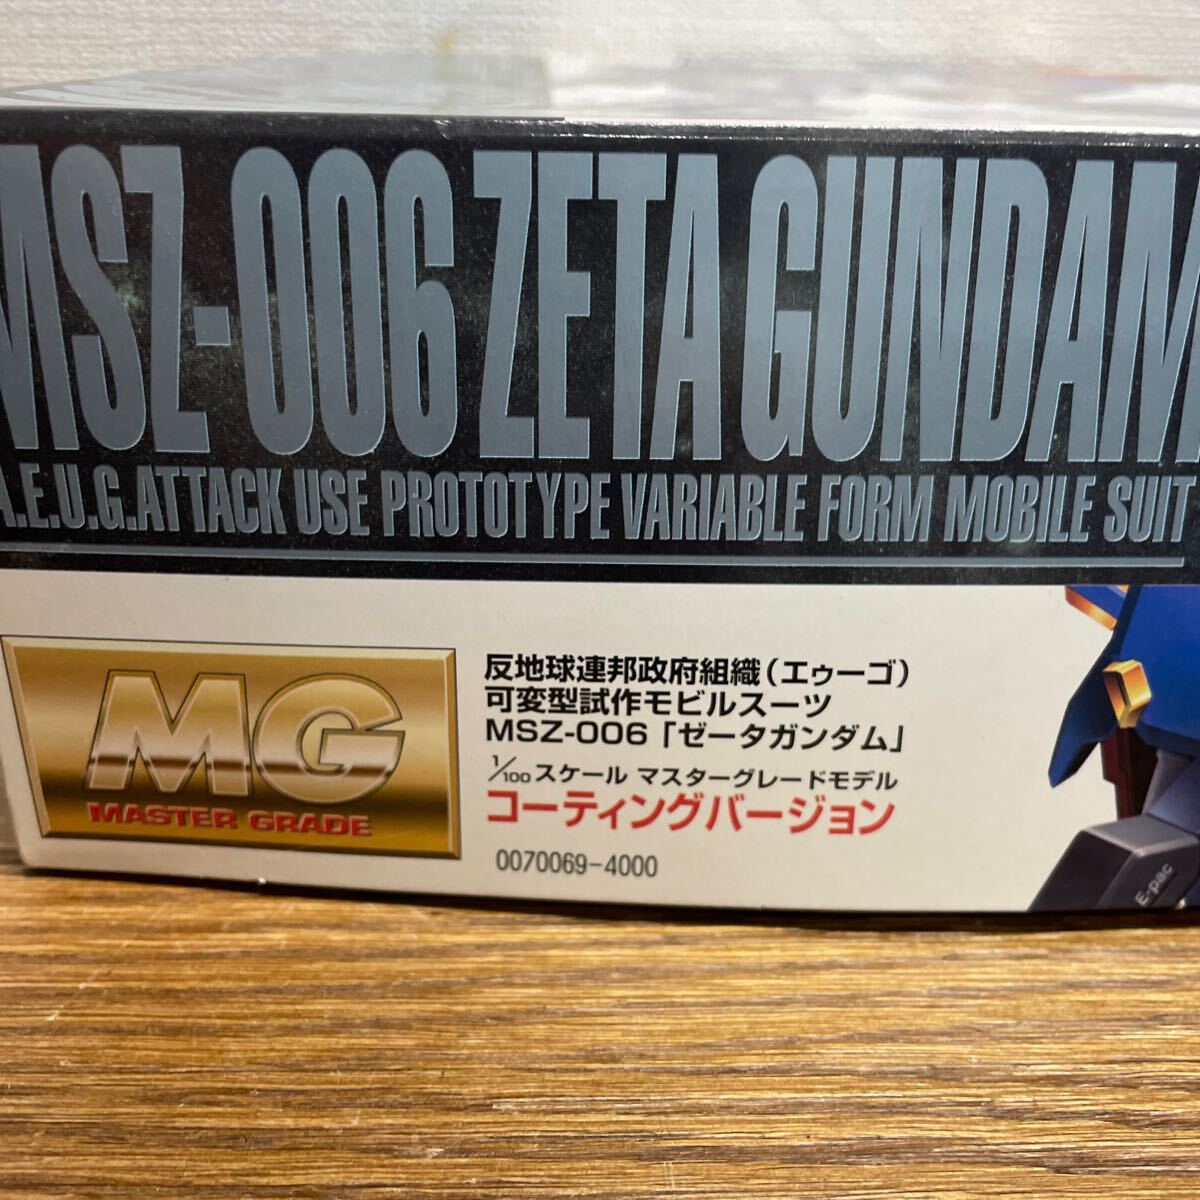 MSZ-006 ZETA GUNDAM
A.E.U.G. ATTACK USE PROTOTYPE VARIABLE FORM MOBILE SUIT
MG
MASTER GRADE
反地球連邦政府組織(エゥーゴ)
可変型試作モビルスーツ
MSZ-006「ゼータガンダム」
1/100スケール マスターグレードモデル
コーティングバージョン
0070069-4000
E-pac